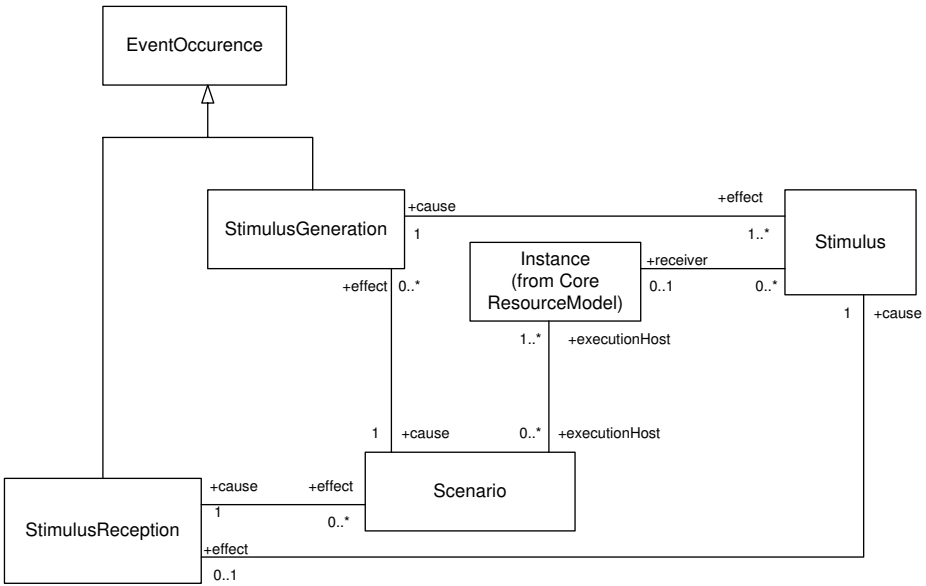 EventOccurence
StimulusGeneration
+cause
1
+effect
1..*
Stimulus
Instance
(from Core
ResourceModel)
+receiver
0..1
0..*
+effect
0..*
1
+cause
1..*
+executionHost
1
+cause
0..*
+executionHost
Scenario
+cause
1
+effect
0..*
StimulusReception
+effect
0..1